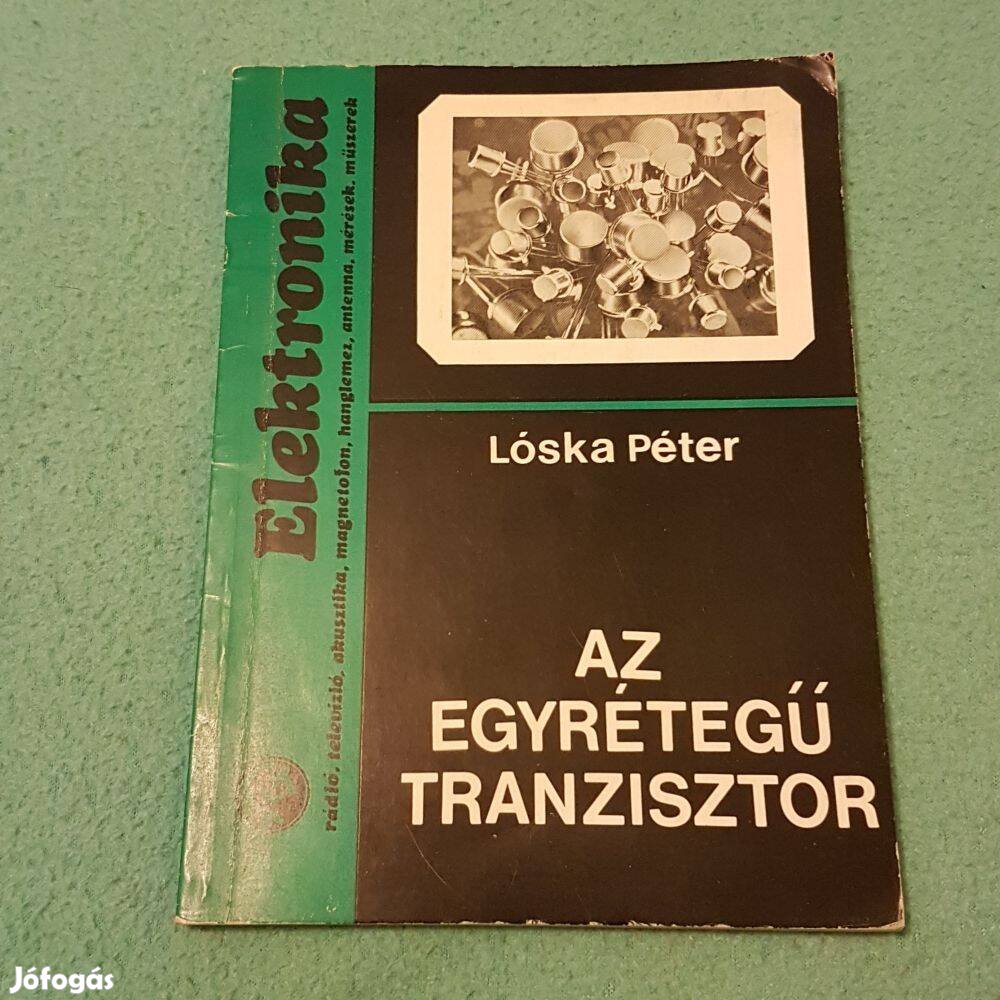 Elektronika
rádió, televízió, akusztika, magnetofon, hanglemez, antenna, mérések, műszerek
Lóska Péter
AZ
EGYRÉTEGŰ
TRANZISZTOR
Jófogás